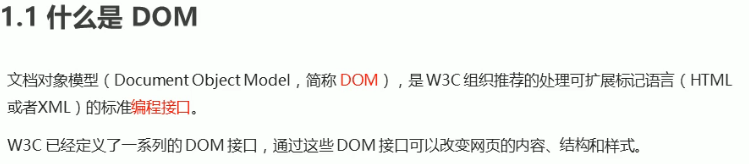 1.1 什么是 DOM
文档对象模型（Document Object Model，简称 DOM），是 W3C 组织推荐的处理可扩展标记语言（HTML
或者XML）的标准编程接口。
W3C 已经定义了一系列的 DOM 接口，通过这些 DOM 接口可以改变网页的内容、结构和样式。